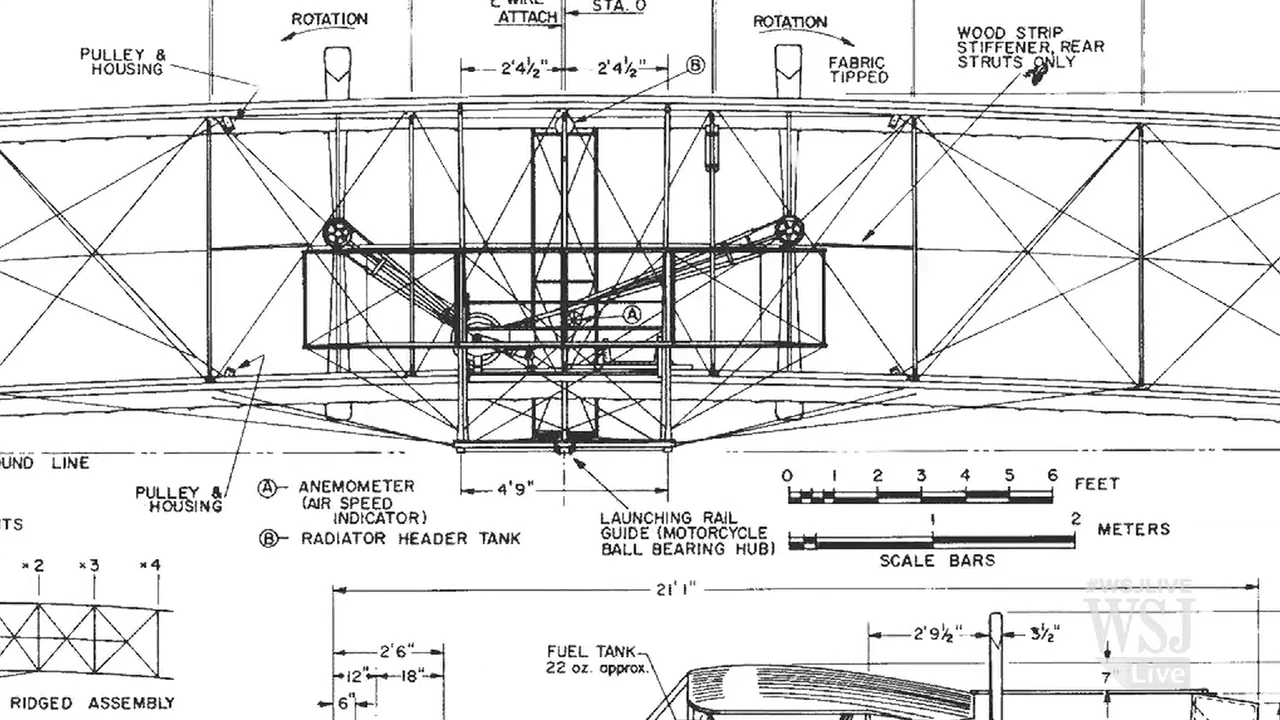 ROTATION
℄ WIRE
ATTACH
STA. 0
ROTATION
PULLEY &
HOUSING
2'4½"
2'4½"
B
FABRIC
TIPPED
WOOD STRIP
STIFFENER, REAR
STRUTS ONLY
A
UND LINE
PULLEY &
HOUSING
A ANEMOMETER
(AIR SPEED
INDICATOR)
B RADIATOR HEADER TANK
4'9"
LAUNCHING RAIL
GUIDE (MOTORCYCLE
BALL BEARING HUB)
0 1 2 3 4 5 6 FEET
1 2 METERS
SCALE BARS
TS
×2 ×3 ×4
RIDGED ASSEMBLY
21' 1"
2'6"
12" 18"
6"
FUEL TANK
22 oz. approx.
2'9½"
3½"
7"
#WSJLIVE
WSJ
Live